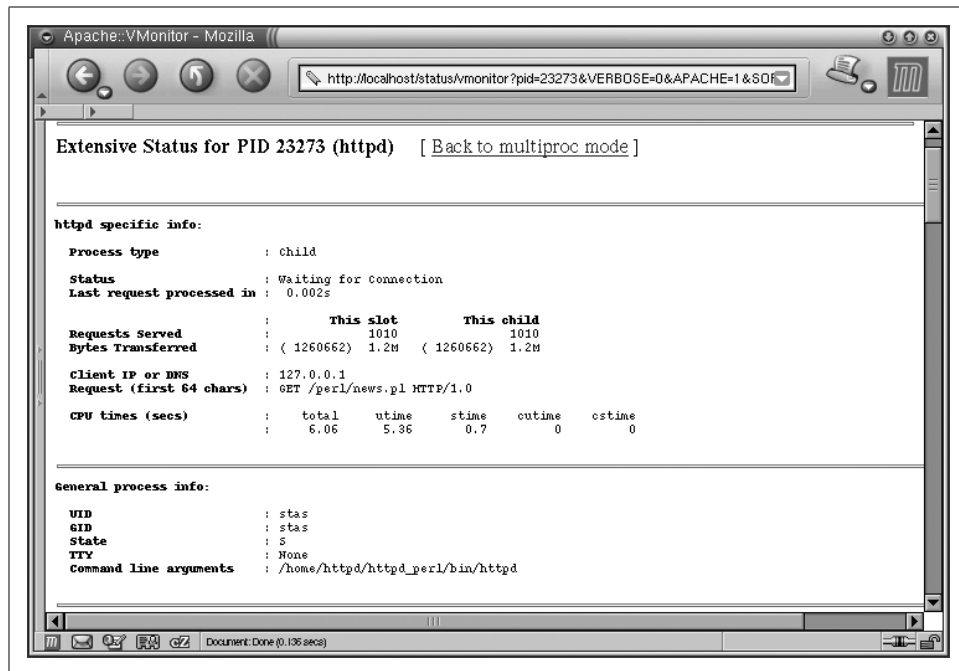 Apache::VMonitor - Mozilla
http://localhost/status/vmonitor?pid=23273&VERBOSE=0&APACHE=1&SOF
Extensive Status for PID 23273 (httpd) [ Back to multiproc mode ]
httpd specific info:
Process type : Child
Status : Waiting for Connection
Last request processed in : 0.002s
: This slot This child
Requests Served : 1010 1010
Bytes Transferred : ( 1260662) 1.2M ( 1260662) 1.2M
Client IP or DNS : 127.0.0.1
Request (first 64 chars) : GET /perl/news.pl HTTP/1.0
CPU times (secs) : total utime stime cutime cstime
: 6.06 5.36 0.7 0 0
General process info:
UID : stas
GID : stas
State : S
TTY : None
Command line arguments : /home/httpd/httpd_perl/bin/httpd
Document: Done (0.136 secs)